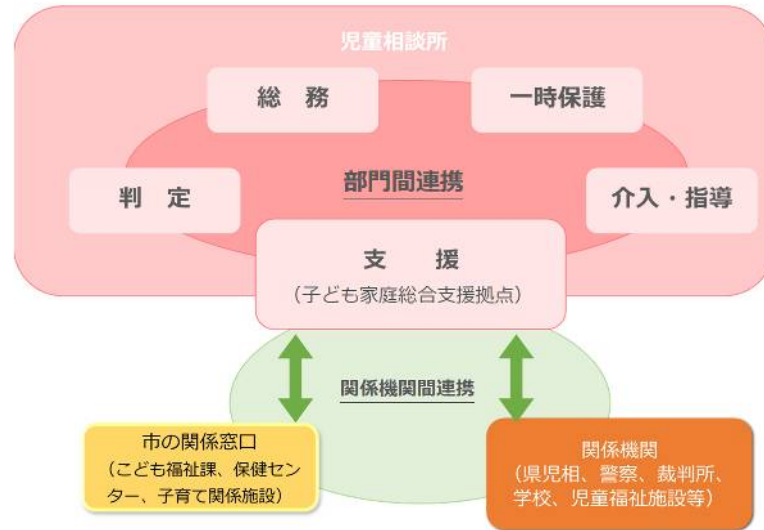 児童相談所
総　務
一時保護
判　定
部門間連携
介入・指導
支　　援
（子ども家庭総合支援拠点）
関係機関間連携
市の関係窓口
（こども福祉課、保健セン
ター、子育て関係施設）
関係機関
（県児相、警察、裁判所、
学校、児童福祉施設等）